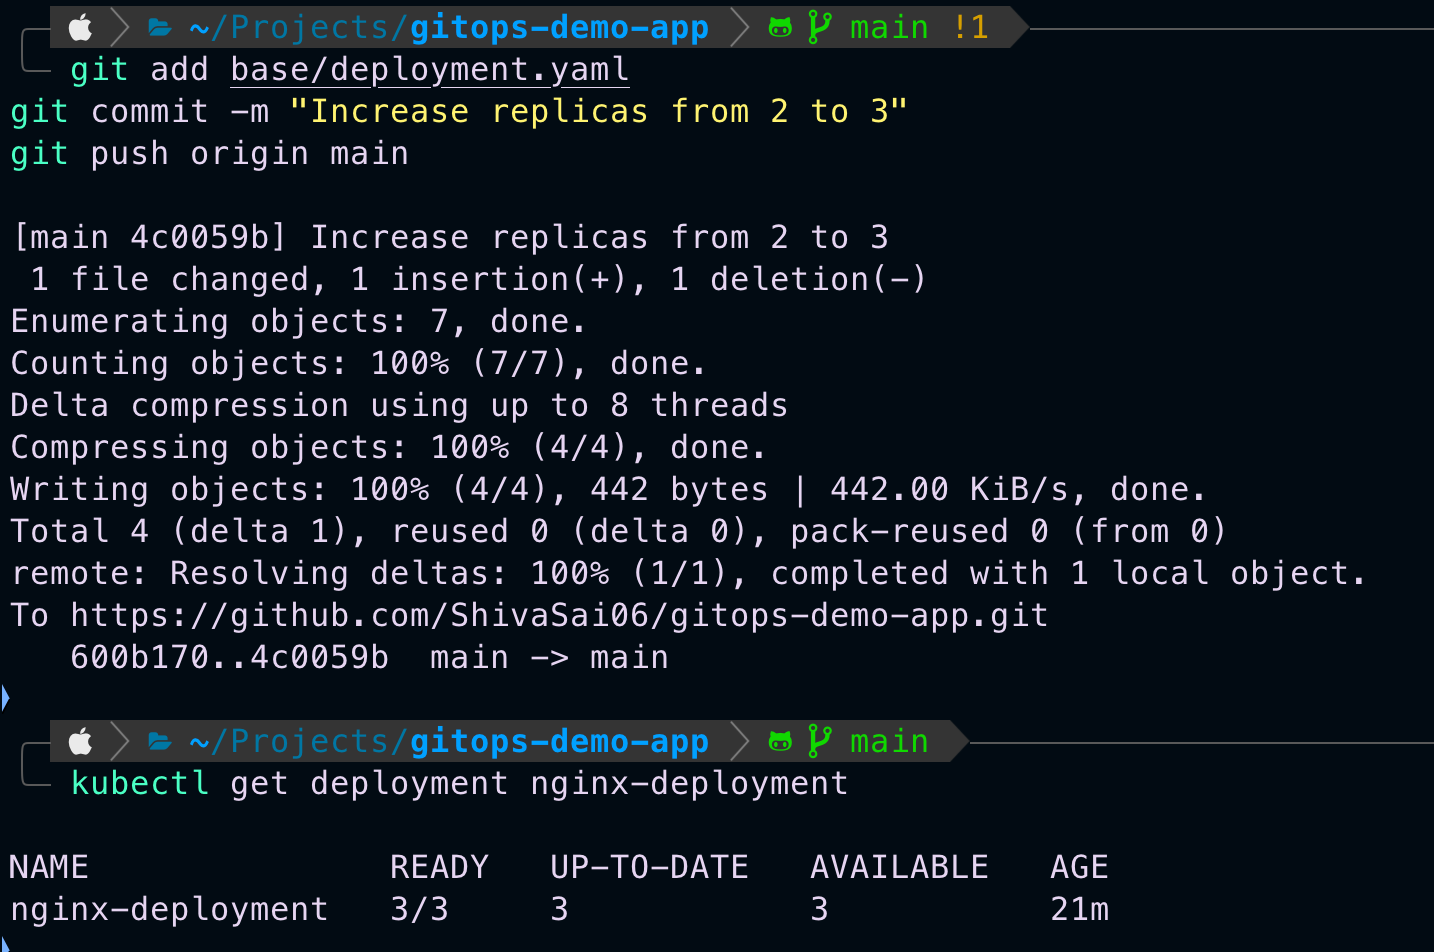 ~/Projects/gitops-demo-app main !1
git add base/deployment.yaml
git commit -m "Increase replicas from 2 to 3"
git push origin main
[main 4c0059b] Increase replicas from 2 to 3
1 file changed, 1 insertion(+), 1 deletion(-)
Enumerating objects: 7, done.
Counting objects: 100% (7/7), done.
Delta compression using up to 8 threads
Compressing objects: 100% (4/4), done.
Writing objects: 100% (4/4), 442 bytes | 442.00 KiB/s, done.
Total 4 (delta 1), reused 0 (delta 0), pack-reused 0 (from 0)
remote: Resolving deltas: 100% (1/1), completed with 1 local object.
To https://github.com/ShivaSai06/gitops-demo-app.git
600b170..4c0059b  main -> main
~/Projects/gitops-demo-app main
kubectl get deployment nginx-deployment
NAME READY UP-TO-DATE AVAILABLE AGE
nginx-deployment 3/3 3 3 21m